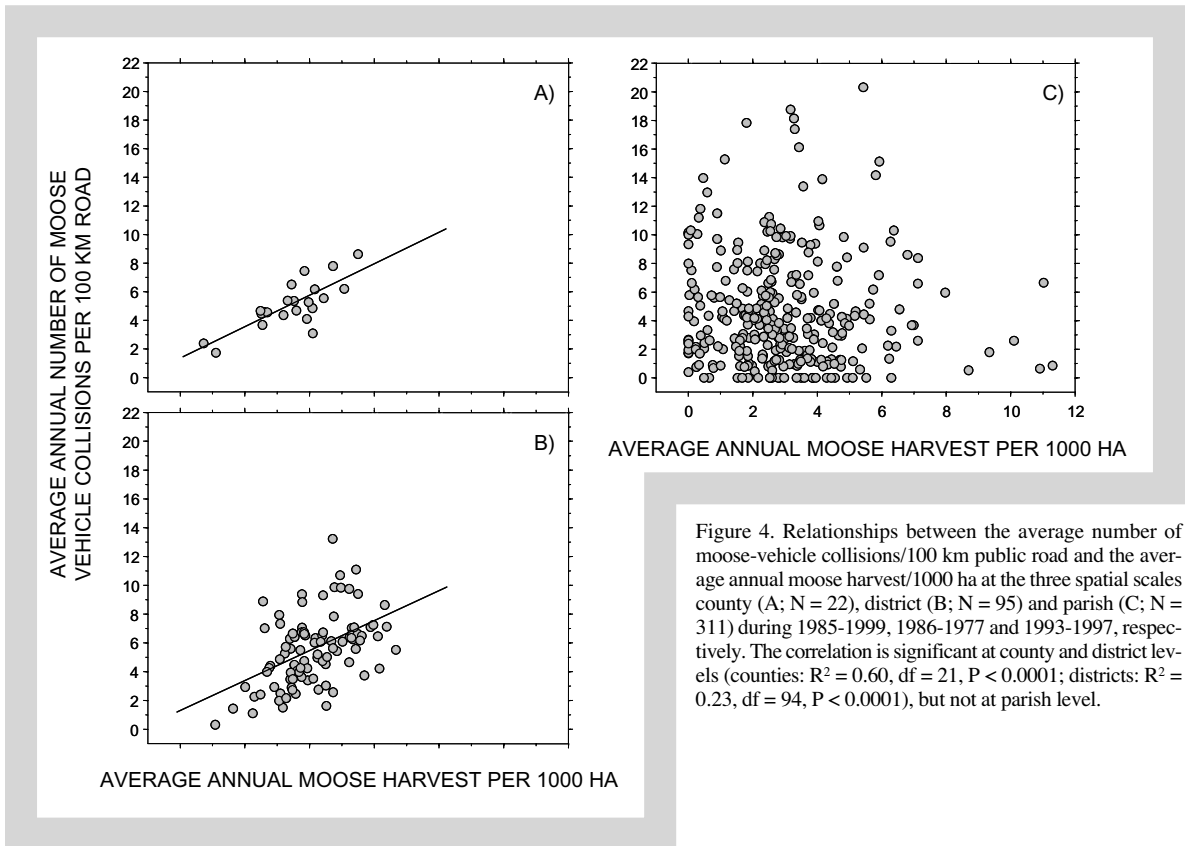 AVERAGE ANNUAL NUMBER OF MOOSE
VEHICLE COLLISIONS PER 100 KM ROAD
A)
22
20
18
16
14
12
10
8
6
4
2
0
B)
22
20
18
16
14
12
10
8
6
4
2
0
AVERAGE ANNUAL MOOSE HARVEST PER 1000 HA
C)
22
20
18
16
14
12
10
8
6
4
2
0
0 2 4 6 8 10 12
AVERAGE ANNUAL MOOSE HARVEST PER 1000 HA
Figure 4. Relationships between the average number of
moose-vehicle collisions/100 km public road and the aver-
age annual moose harvest/1000 ha at the three spatial scales
county (A; N = 22), district (B; N = 95) and parish (C; N =
311) during 1985-1999, 1986-1977 and 1993-1997, respec-
tively. The correlation is significant at county and district lev-
els (counties: R² = 0.60, df = 21, P < 0.0001; districts: R² =
0.23, df = 94, P < 0.0001), but not at parish level.